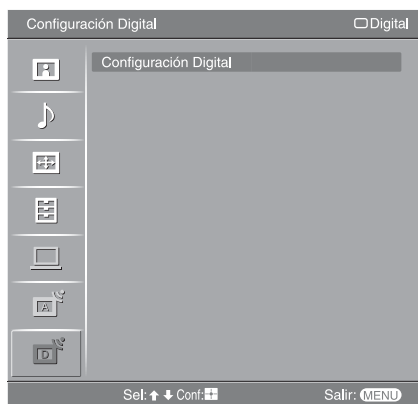 Configuración Digital Digital
Configuración Digital
A
D
Sel: Conf: Salir: MENU